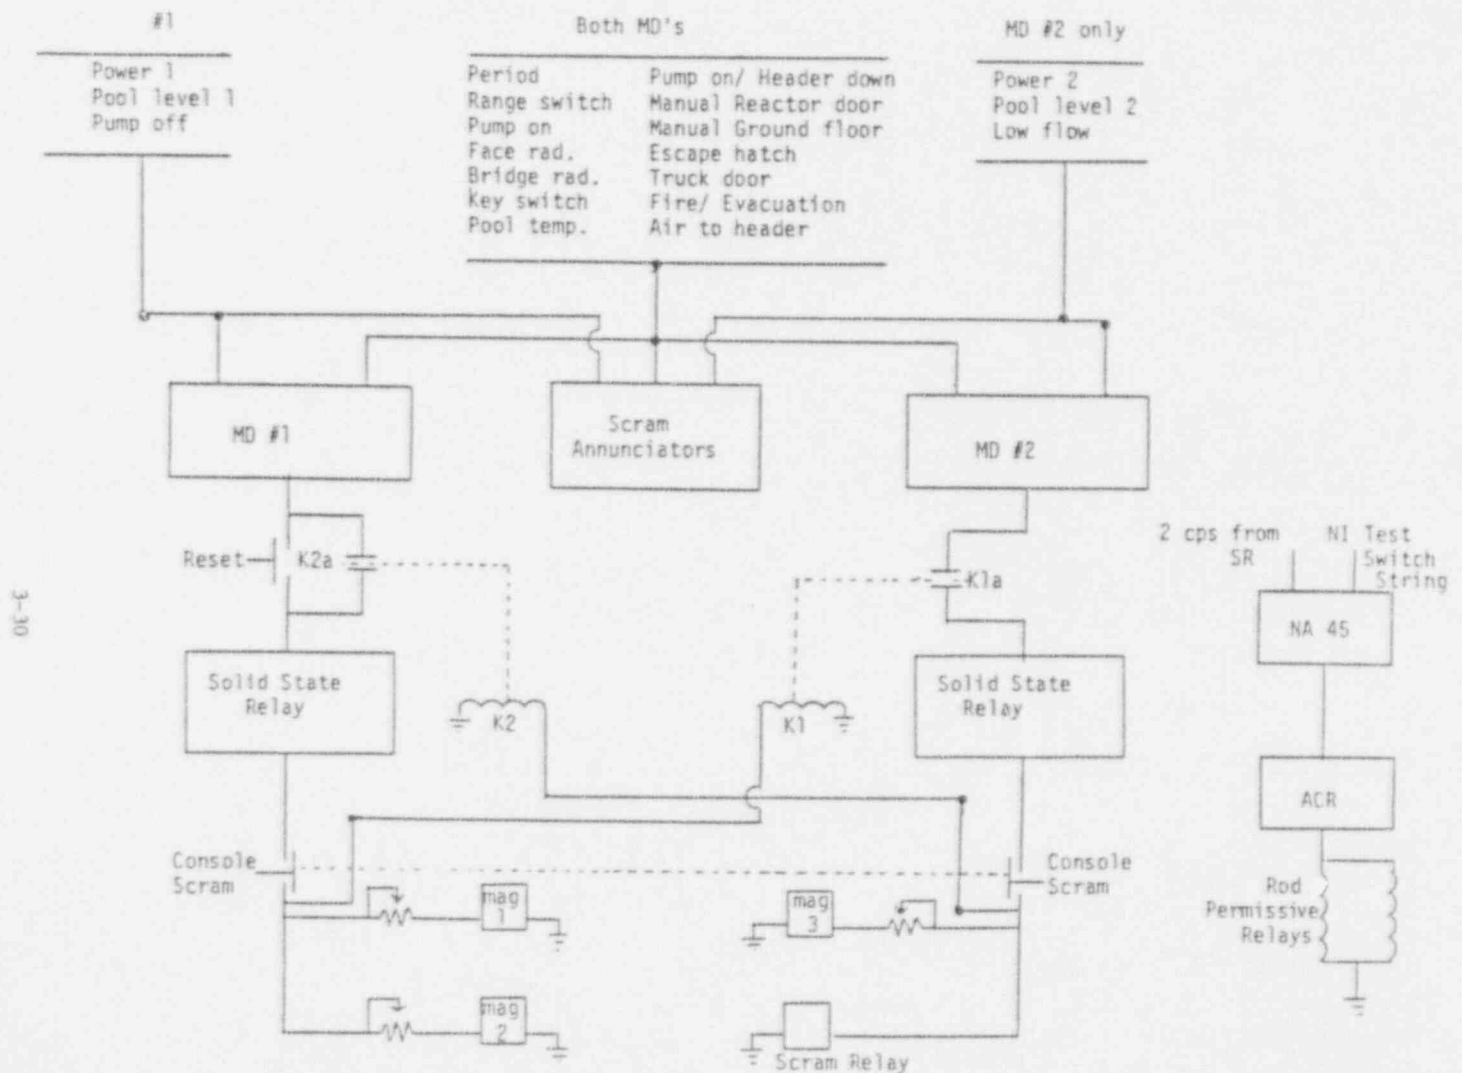 #1
Power 1
Pool level 1
Pump off
Both MD's
Period
Range switch
Pump on
Face rad.
Bridge rad.
Key switch
Pool temp.
Pump on/ Header down
Manual Reactor door
Manual Ground floor
Escape hatch
Truck door
Fire/ Evacuation
Air to header
MD #2 only
Power 2
Pool level 2
Low flow
MD #1
Scram
Annunciators
MD #2
Reset
K2a
K1a
2 cps from
SR
NI Test
Switch
String
NA 45
3-30
Solid State
Relay
K2
K1
Solid State
Relay
ACR
Console
Scram
Console
Scram
mag
1
mag
3
Rod
Permissive
Relays
mag
2
Scram Relay